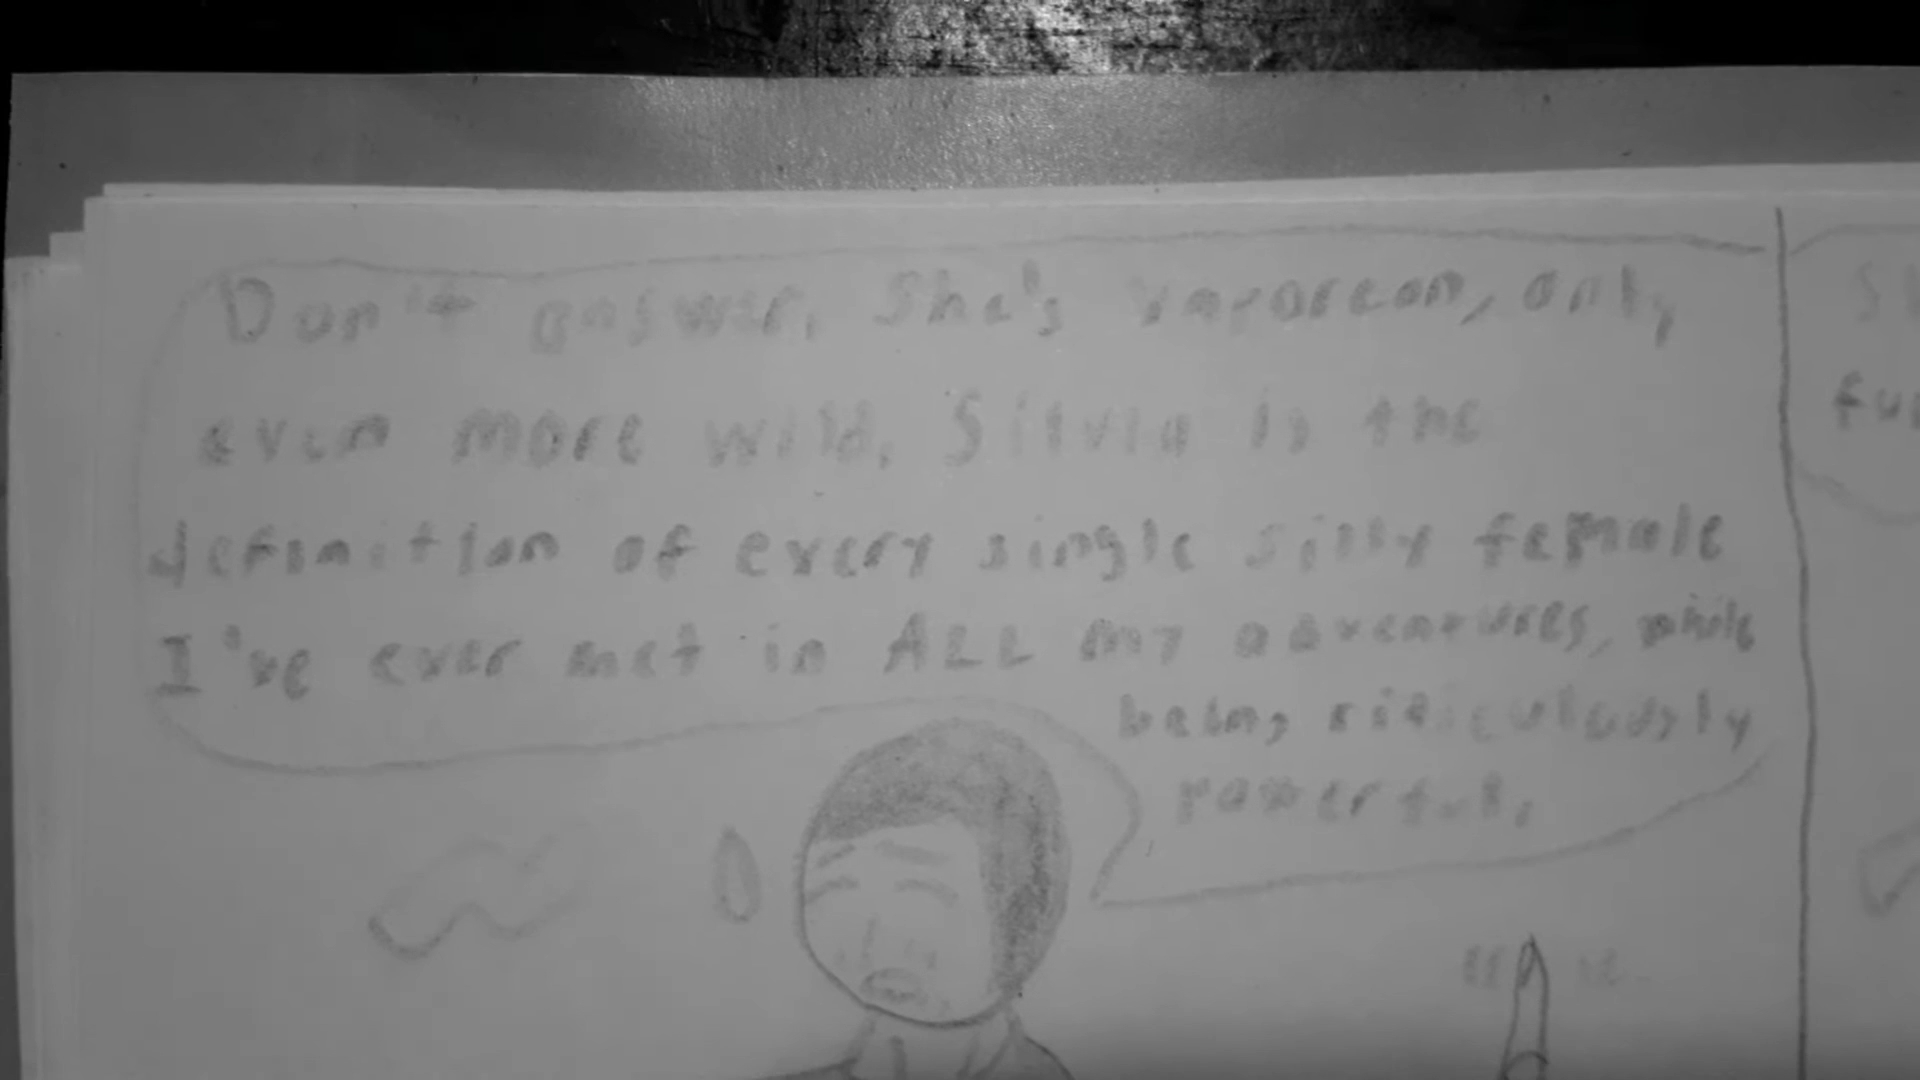 Don't answer. She's vaporeon, only
even more wild. Silvia is the
definition of every single silly female
I've ever met in ALL my adventures, while
being ridiculously
powerful.